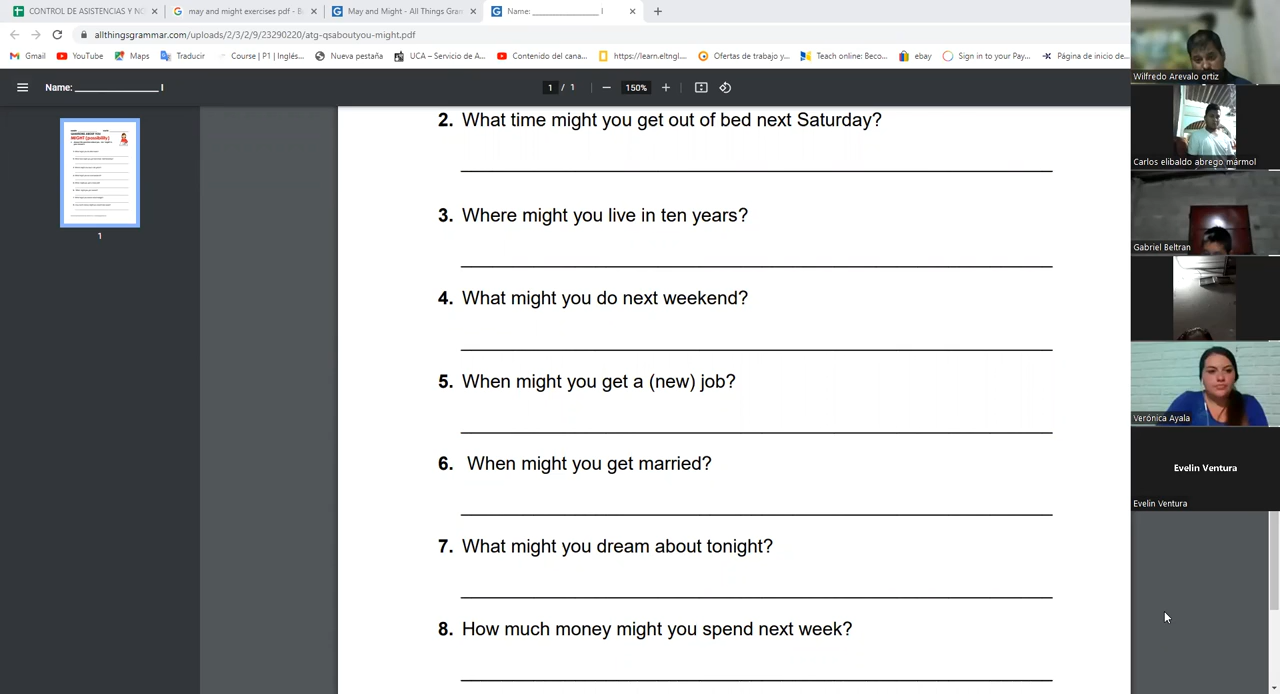 CONTROL DE ASISTENCIAS Y NO
may and might exercises pdf - B
May and Might - All Things Gram
Name: ________________ I
allthingsgrammar.com/uploads/2/3/2/9/23290220/atg-qsaboutyou-might.pdf
Gmail
YouTube
Maps
Traducir
Course | P1 | Inglés...
Nueva pestaña
UCA – Servicio de A...
Contenido del cana...
https://learn.eltngl...
Ofertas de trabajo y...
Teach online: Beco...
ebay
Sign in to your Pay...
Página de inicio de...
Name: ________________ I
1 / 1
150%
MIGHT (possibility)
1
2. What time might you get out of bed next Saturday?
3. Where might you live in ten years?
4. What might you do next weekend?
5. When might you get a (new) job?
6. When might you get married?
7. What might you dream about tonight?
8. How much money might you spend next week?
Wilfredo Arevalo ortiz
Carlos elibaldo abrego mármol
Gabriel Beltran
Verónica Ayala
Evelin Ventura
Evelin Ventura